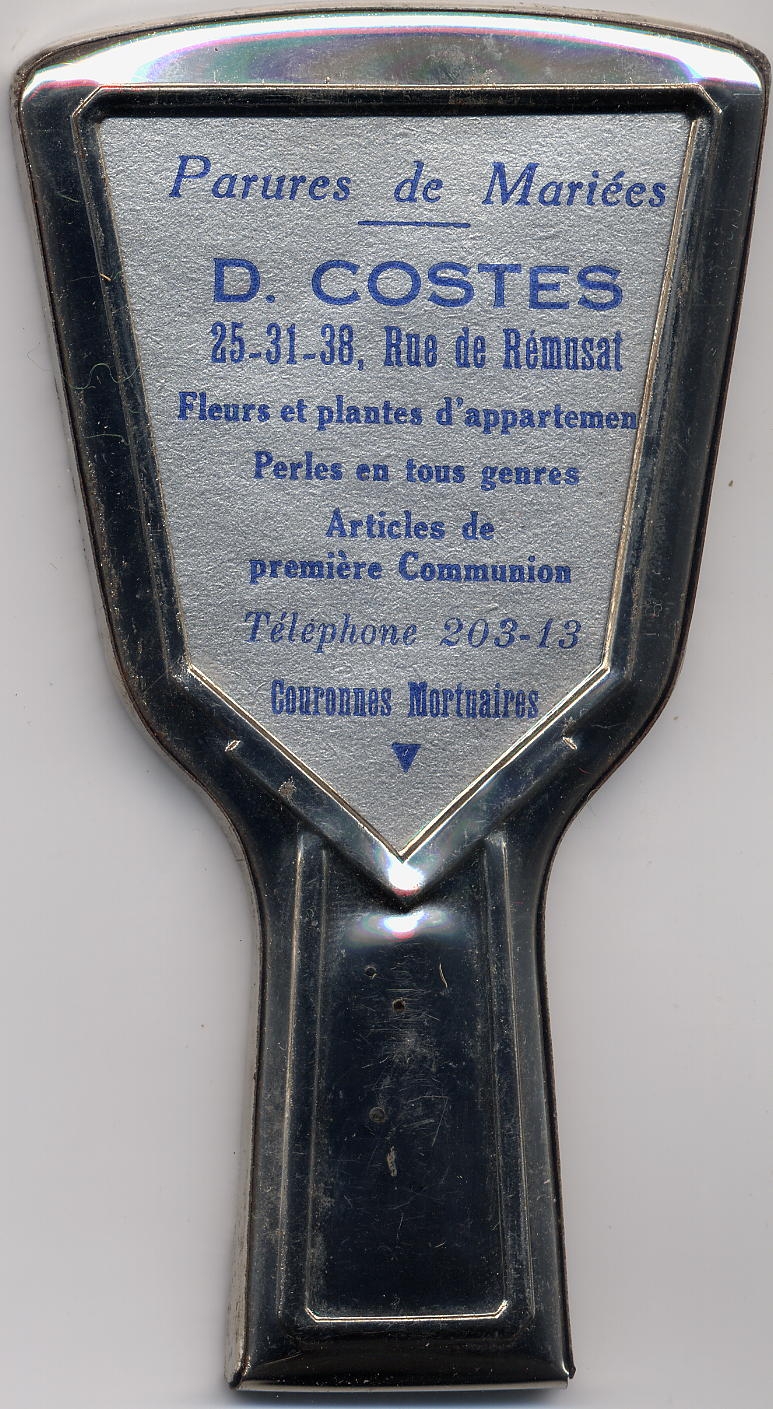 Parures de Mariées
D. COSTES
25-31-38, Rue de Rémusat
Fleurs et plantes d'appartemen
Perles en tous genres
Articles de
première Communion
Téléphone 203-13
Couronnes Mortuaires